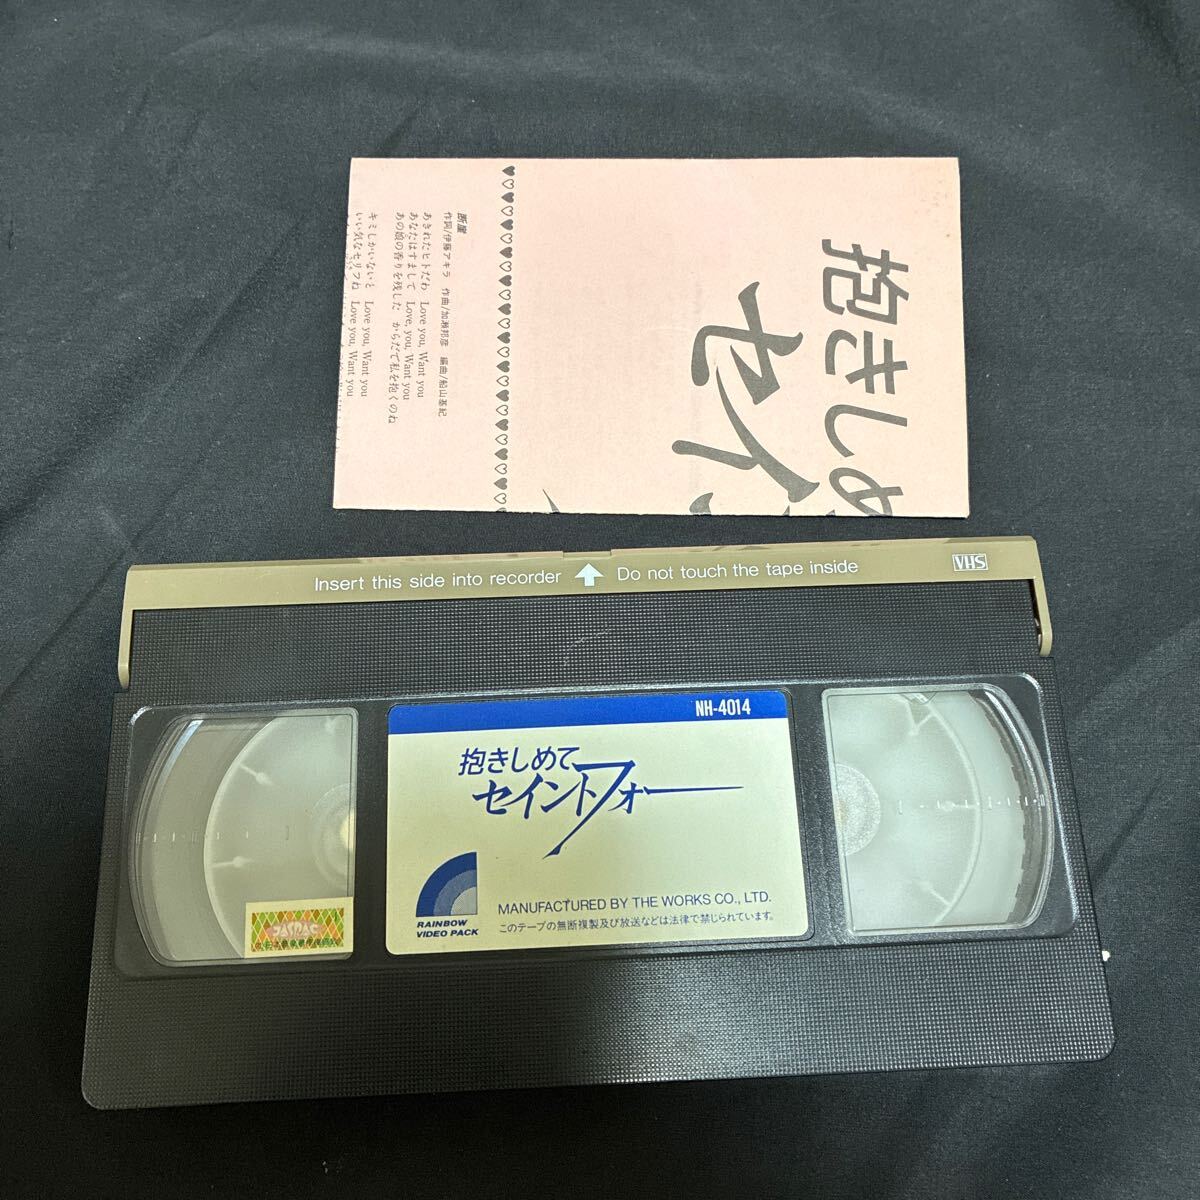 抱きしめ
セイ
断崖
作詞/伊藤アキラ 作曲/加瀬邦彦 編曲/船山基紀
あきれたヒトだわ Love you, Want you
あなたはすまして Love, you, Want you
あの娘の香りを残した からだで私を抱くのね
キミしかいないと Love you, Want you
いい気なセリフね Love you, Want you
Insert this side into recorder Do not touch the tape inside
VHS
NH-4014
抱きしめて
セイントフォー
RAINBOW
VIDEO PACK
MANUFACTURED BY THE WORKS CO., LTD.
このテープの無断複製及び放送などは法律で禁じられています。
JASRAC